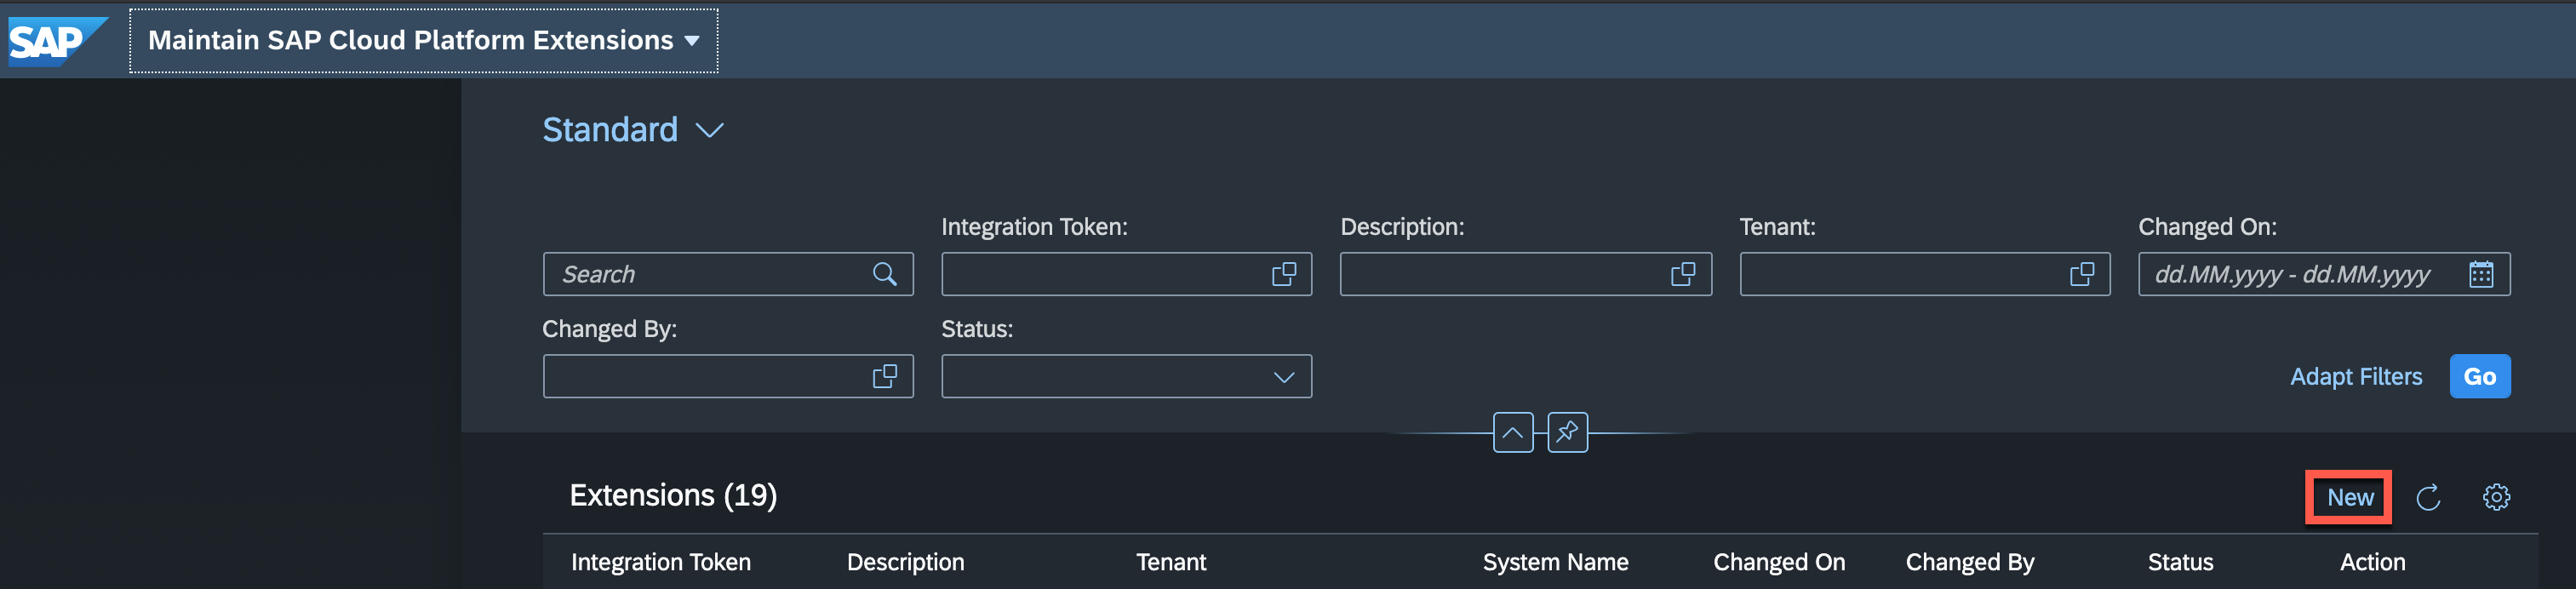 SAP Maintain SAP Cloud Platform Extensions
Standard
Integration Token: Description: Tenant: Changed On:
Search dd.MM.yyyy - dd.MM.yyyy
Changed By: Status:
Adapt Filters Go
Extensions (19) New
Integration Token Description Tenant System Name Changed On Changed By Status Action